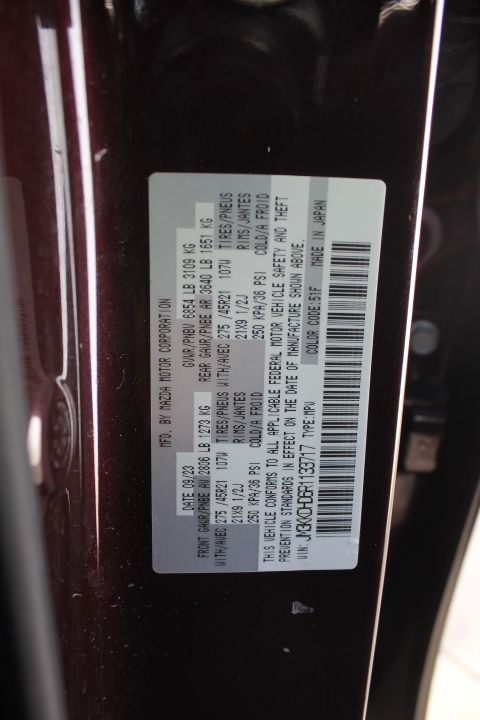 MFG. BY MAZDA MOTOR CORPORATION
DATE 09/23 GVWR/PNBV 6854 LB 3109 KG
FRONT GAWR/PNBE AV 2806 LB 1273 KG REAR GAWR/PNBE AR 3640 LB 1651 KG
WITH/AVEC 275 /45R21 107W TIRES/PNEUS WITH/AVEC 275 /45R21 107W TIRES/PNEUS
21X9 1/2J RIMS/JANTES 21X9 1/2J RIMS/JANTES
250 KPA/36 PSI COLD/A FROID 250 KPA/36 PSI COLD/A FROID
THIS VEHICLE CONFORMS TO ALL APPLICABLE FEDERAL MOTOR VEHICLE SAFETY AND THEFT
PREVENTION STANDARDS IN EFFECT ON THE DATE OF MANUFACTURE SHOWN ABOVE.
VIN: JM3KKDHD6R1133717 TYPE:MPV COLOR CODE:51F MADE IN JAPAN